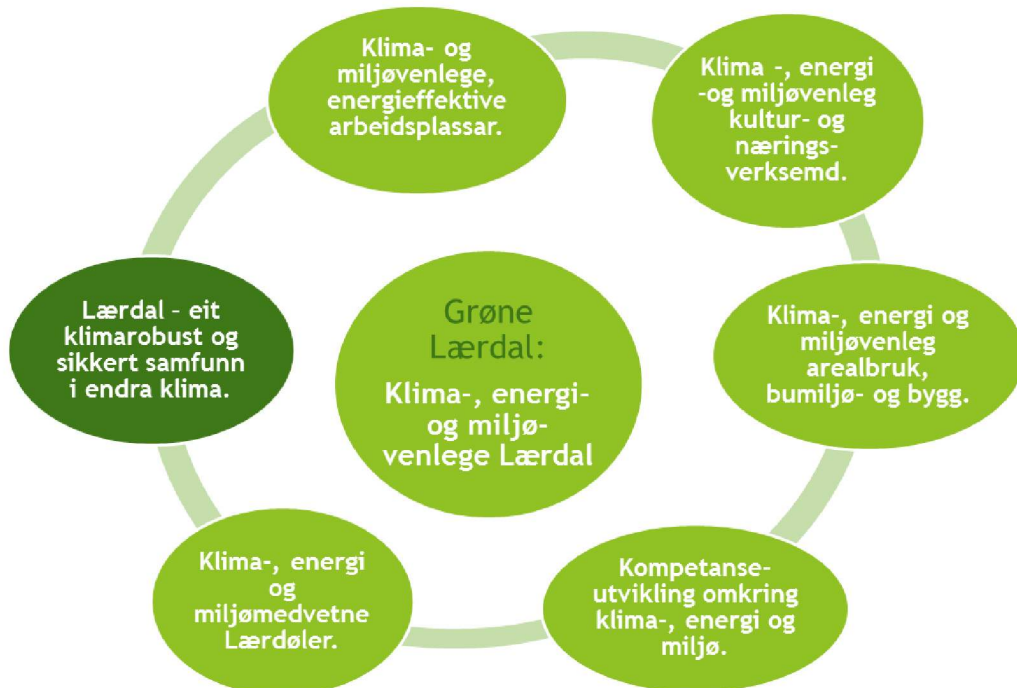 Klima- og
miljøvenlege,
energieffektive
arbeidsplassar.
Klima -, energi
-og miljøvenleg
kultur- og
nærings-
verksemd.
Klima-, energi og
miljøvenleg
arealbruk,
bumiljø- og bygg.
Kompetanse-
utvikling omkring
klima-, energi og
miljø.
Klima-, energi
og
miljømedvetne
Lærdøler.
Lærdal – eit
klimarobust og
sikkert samfunn
i endra klima.
Grøne
Lærdal:
Klima-, energi-
og miljø-
venlege Lærdal